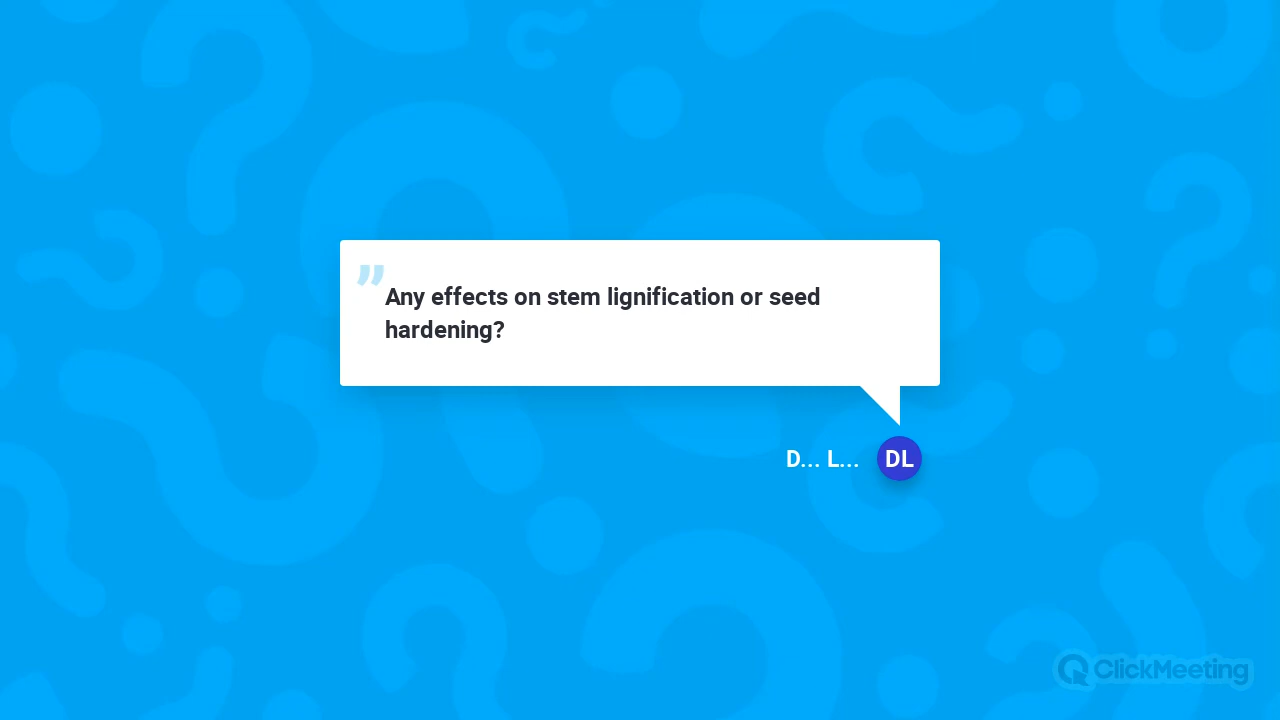 Any effects on stem lignification or seed
hardening?
D... L...
DL
ClickMeeting